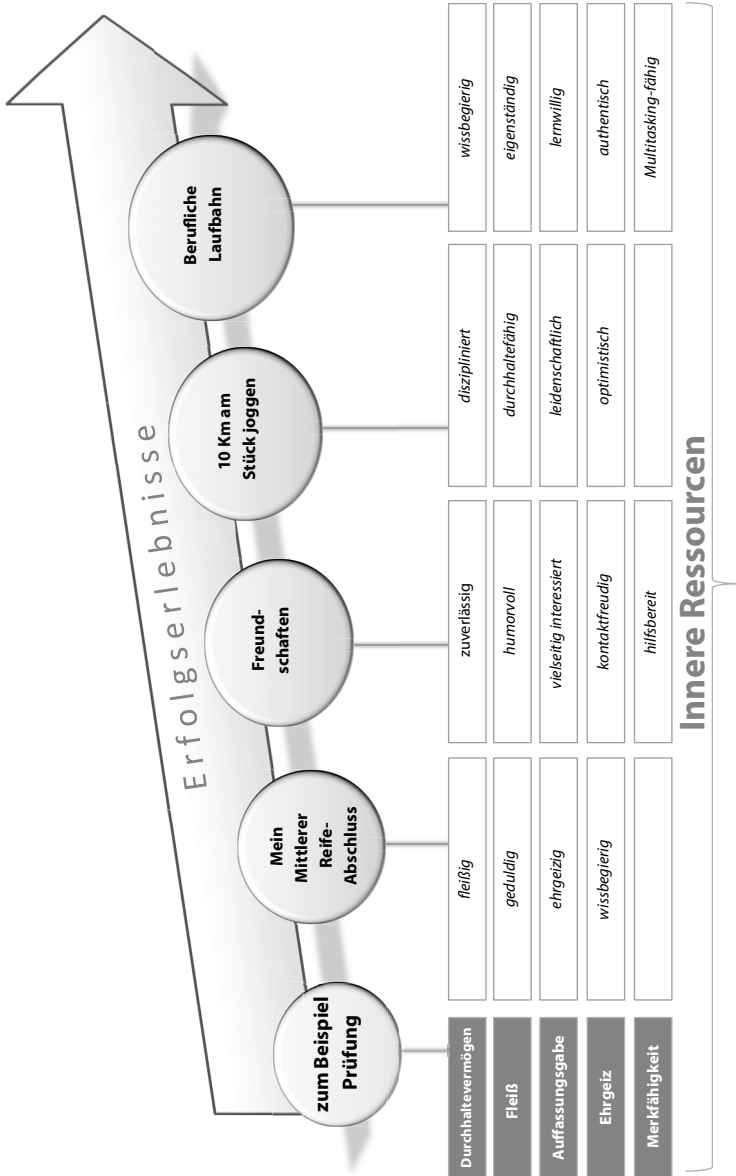 Erfolgserlebnisse
zum Beispiel
Prüfung
Mein
Mittlerer
Reife-
Abschluss
Freund-
schaften
10 Km am
Stück joggen
Berufliche
Laufbahn
Durchhaltevermögen
Fleiß
Auffassungsgabe
Ehrgeiz
Merkfähigkeit
fleißig
geduldig
ehrgeizig
wissbegierig
zuverlässig
humorvoll
vielseitig interessiert
kontaktfreudig
hilfsbereit
diszipliniert
durchhaltefähig
leidenschaftlich
optimistisch
wissbegierig
eigenständig
lernwillig
authentisch
Multitasking-fähig
Innere Ressourcen